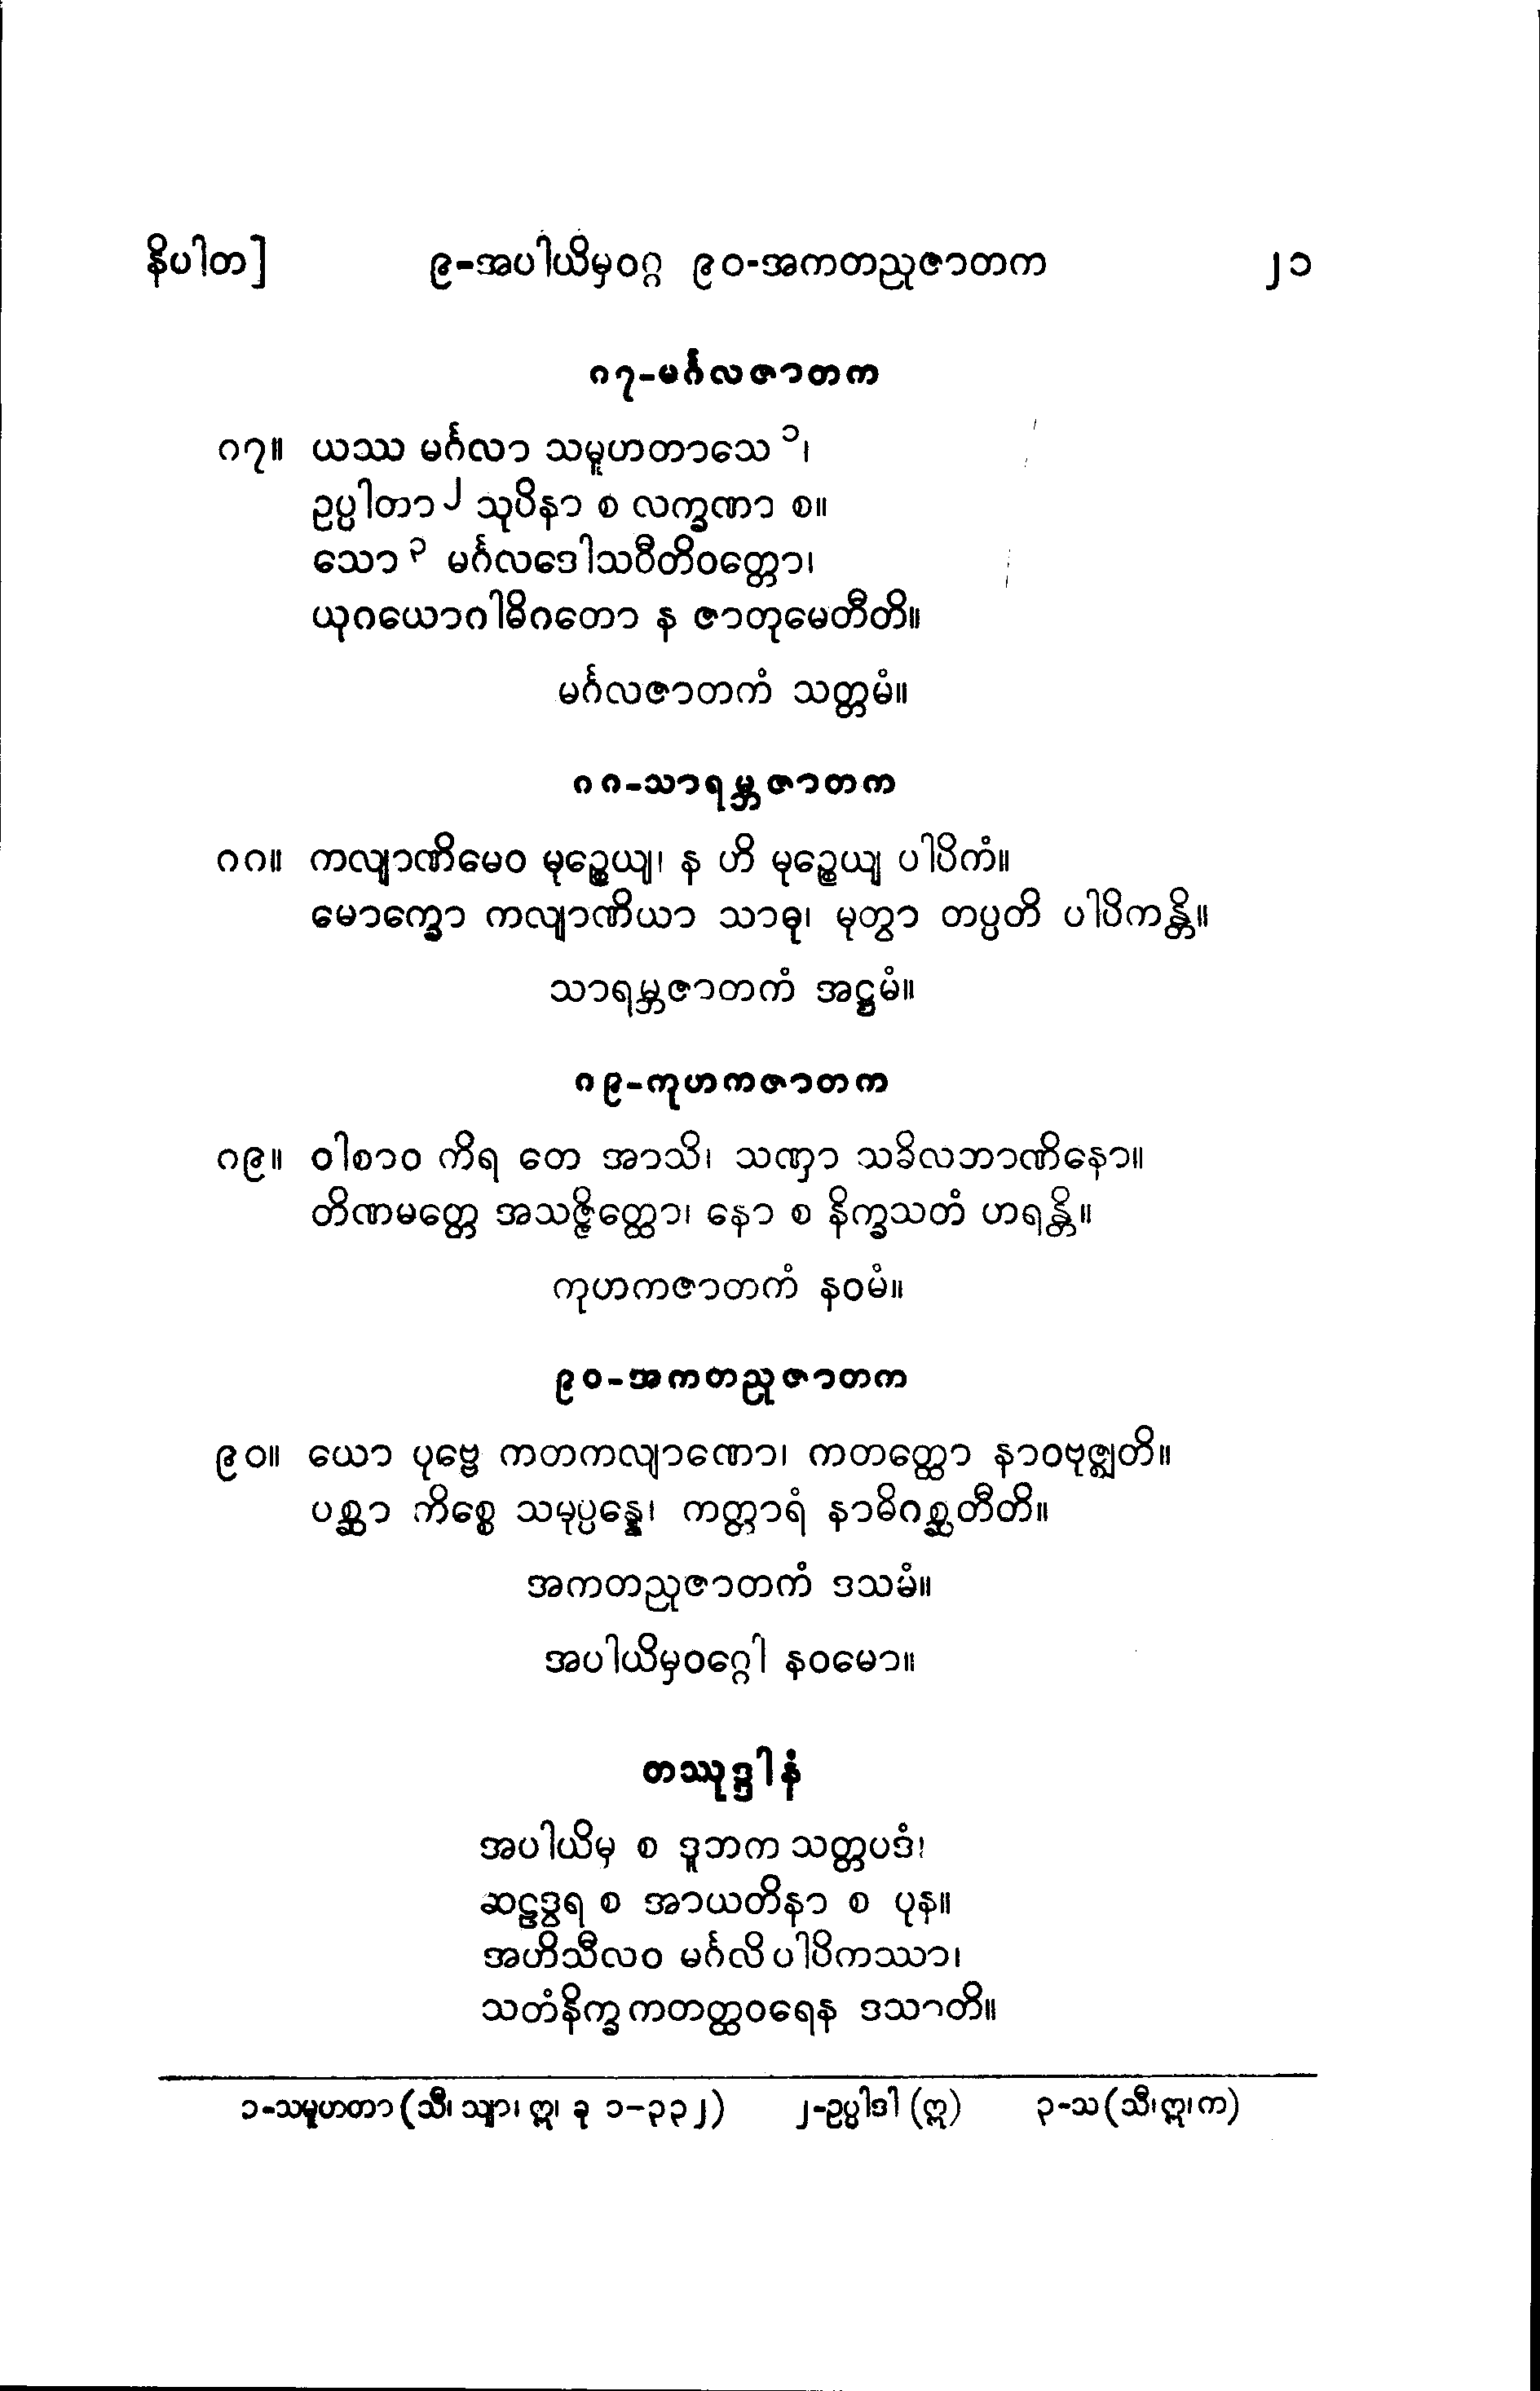 နိပါတ] ၉-အပါယိမှဝဂ္ဂ ၉၀-အကတညုဇာတက ၂၁
၈၇-မင်္ဂလဇာတက
၈၇။ ယဿ မင်္ဂလာ သမူဟတာသေ ၁၊
ဥပ္ပါတာ ၂ သုပိနာ စ လက္ခဏာ စ။
သော ၃ မင်္ဂလဒေါသဝီတိဝတ္တော၊
ယုဂယောဂါဓိဂတော န ဇာတုမေတီတိ။
မင်္ဂလဇာတကံ သတ္တမံ။
၈၈-သာရမ္ဘဇာတက
၈၈။ ကလျာဏိမေဝ မုဉ္စေယျ၊ န ဟိ မုဉ္စေယျ ပါပိကံ။
မောက္ခော ကလျာဏိယာ သာဓု၊ မုတွာ တပ္ပတိ ပါပိကန္တိ။
သာရမ္ဘဇာတကံ အဋ္ဌမံ။
၈၉-ကုဟကဇာတက
၈၉။ ဝါစာဝ ကိရ တေ အာသိ၊ သဏှာ သခိလဘာဏိနော။
တိဏမတ္တေ အသဇ္ဇိတ္ထော၊ နော စ နိက္ခသတံ ဟရန္တိ။
ကုဟကဇာတကံ နဝမံ။
၉၀-အကတညုဇာတက
၉၀။ ယော ပုဗ္ဗေ ကတကလျာဏော၊ ကတတ္ထော နာဝဗုဇ္ဈတိ။
ပစ္ဆာ ကိစ္စေ သမုပ္ပန္နေ၊ ကတ္တာရံ နာဓိဂစ္ဆတီတိ။
အကတညုဇာတကံ ဒသမံ။
အပါယိမှဝဂ္ဂေါ နဝမော။
တဿုဒ္ဒါနံ
အပါယိမှ စ ဒူဘက သတ္တပဒံ၊
ဆဠဒွရ စ အာယတိနာ စ ပုန။
အဟိသီလဝ မင်္ဂလိ ပါပိကဿာ၊
သတံနိက္ခ ကတတ္ထဝရေန ဒသာတိ။
၁-သမူဟတာ (သီ၊ သျာ၊ ဣ၊ ခု ၁-၃၃၂) ၂-ဥပ္ပါဒါ (ဣ) ၃-သ (သီ၊ဣ၊က)